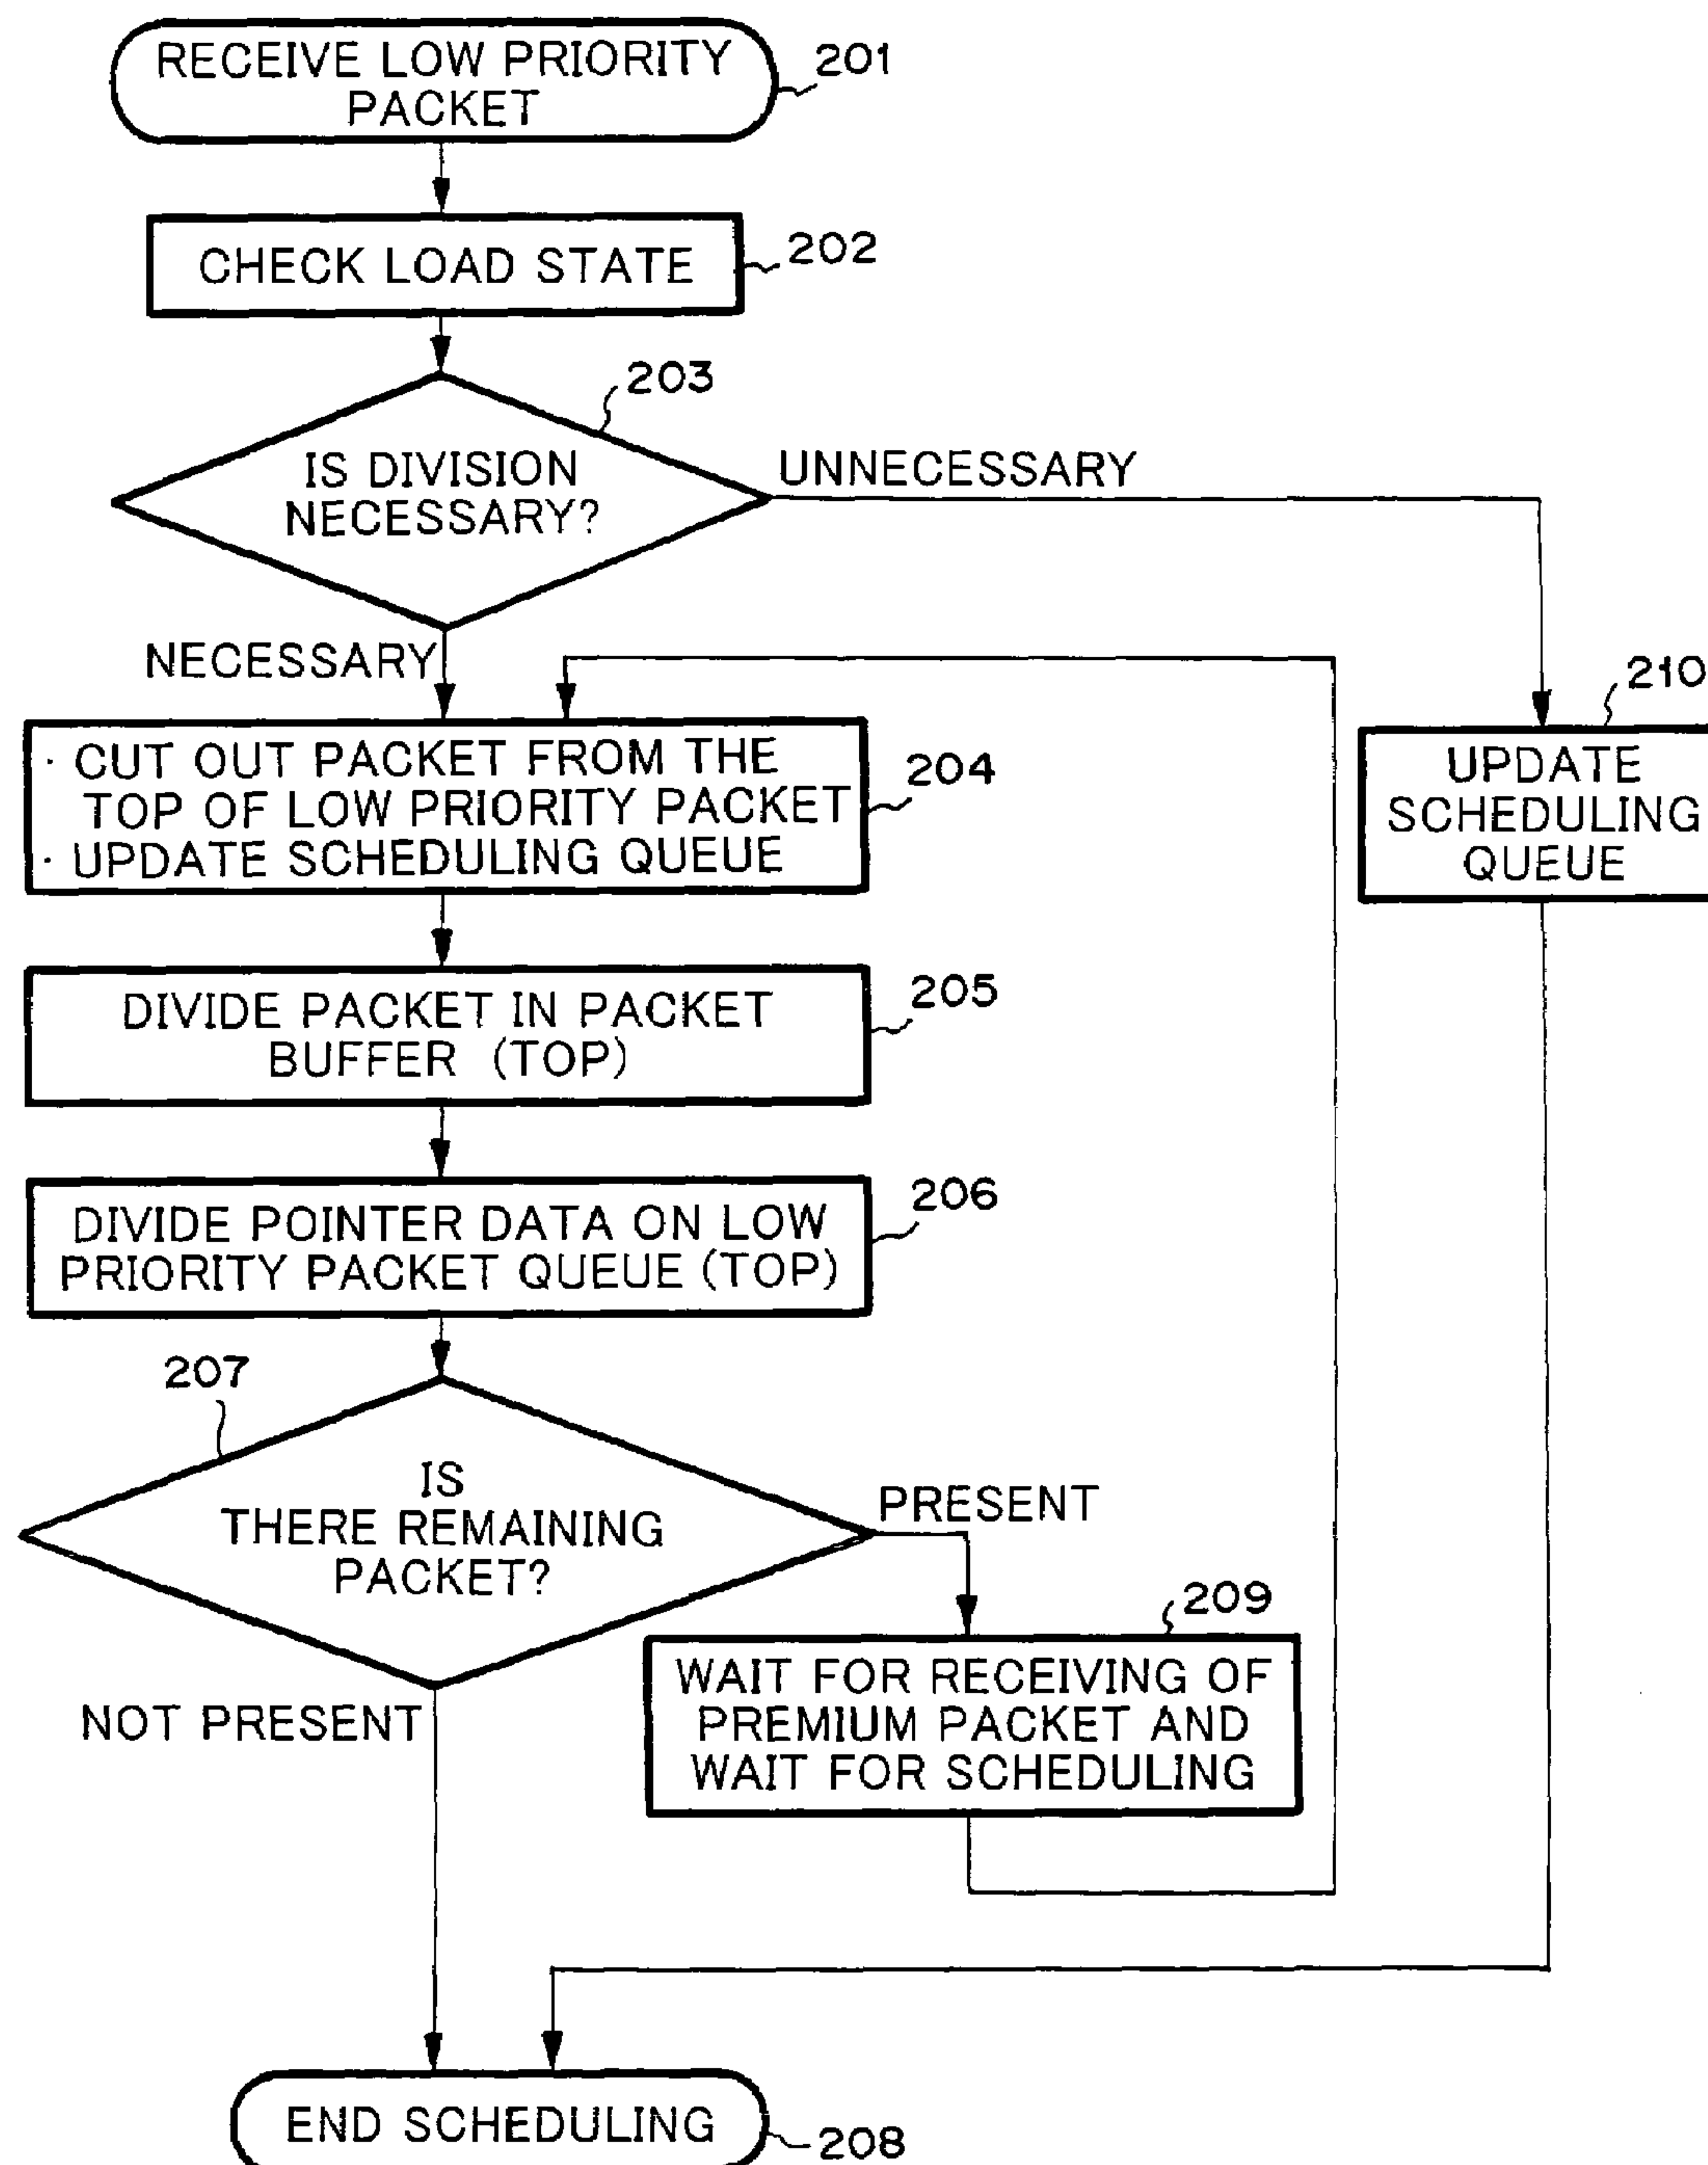 RECEIVE LOW PRIORITY
PACKET
201
CHECK LOAD STATE
202
203
IS DIVISION
NECESSARY?
UNNECESSARY
NECESSARY
210
· CUT OUT PACKET FROM THE
TOP OF LOW PRIORITY PACKET
· UPDATE SCHEDULING QUEUE
204
UPDATE
SCHEDULING
QUEUE
DIVIDE PACKET IN PACKET
BUFFER (TOP)
205
DIVIDE POINTER DATA ON LOW
PRIORITY PACKET QUEUE (TOP)
206
207
IS
THERE REMAINING
PACKET?
PRESENT
209
WAIT FOR RECEIVING OF
PREMIUM PACKET AND
WAIT FOR SCHEDULING
NOT PRESENT
END SCHEDULING
208